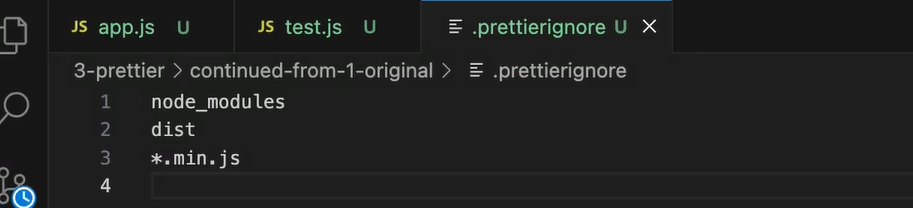 JS app.js U JS test.js U .prettierignore U
3-prettier > continued-from-1-original > .prettierignore
1 node_modules
2 dist
3 *.min.js
4